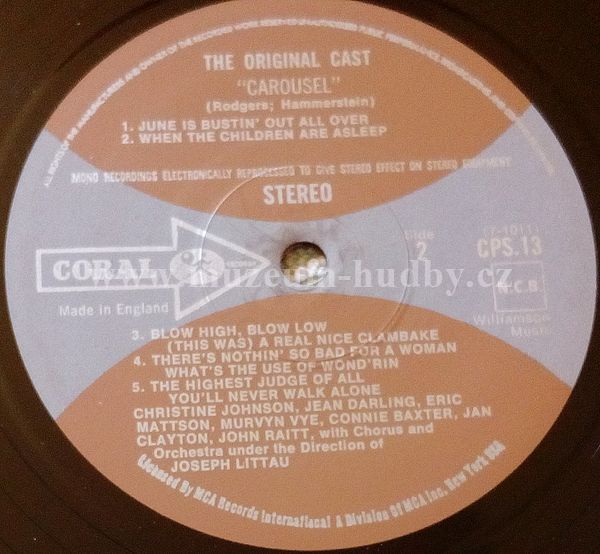 THE ORIGINAL CAST
"CAROUSEL"
(Rodgers; Hammerstein)
1. JUNE IS BUSTIN' OUT ALL OVER
2. WHEN THE CHILDREN ARE ASLEEP
MONO RECORDINGS ELECTRONICALLY REPROCESSED TO GIVE STEREO EFFECT ON STEREO EQUIPMENT
STEREO
Side
2
(7-1011)
CPS.13
CORAL
RECORDS
Made in England
www.muzeum-hudby.cz
Williamson
Music
3. BLOW HIGH, BLOW LOW
(THIS WAS) A REAL NICE CLAMBAKE
4. THERE'S NOTHIN' SO BAD FOR A WOMAN
WHAT'S THE USE OF WOND'RIN
5. THE HIGHEST JUDGE OF ALL
YOU'LL NEVER WALK ALONE
CHRISTINE JOHNSON, JEAN DARLING, ERIC
MATTSON, MURVYN VYE, CONNIE BAXTER, JAN
CLAYTON, JOHN RAITT, with Chorus and
Orchestra under the Direction of
JOSEPH LITTAU
Licensed By MCA Records International A Division Of MCA Inc. New York USA